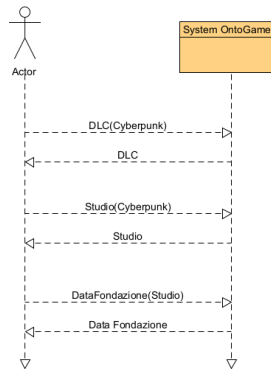 System OntoGame
Actor
DLC(Cyberpunk)
DLC
Studio(Cyberpunk)
Studio
DataFondazione(Studio)
Data Fondazione